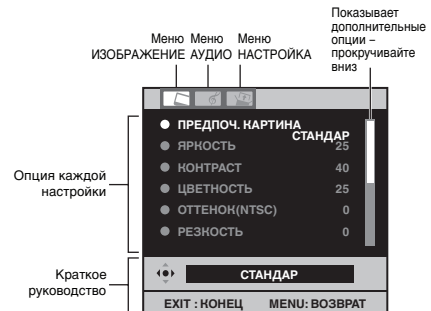 Показывает
дополнительные
опции –
прокручивайте
вниз
Меню Меню Меню
ИЗОБРАЖЕНИЕ АУДИО НАСТРОЙКА
ПРЕДПОЧ. КАРТИНА
СТАНДАР
ЯРКОСТЬ 25
КОНТРАСТ 40
ЦВЕТНОСТЬ 25
ОТТЕНОК(NTSC) 0
РЕЗКОСТЬ 0
Опция каждой
настройки
Краткое
руководство
СТАНДАР
EXIT : КОНЕЦ MENU: ВОЗВРАТ